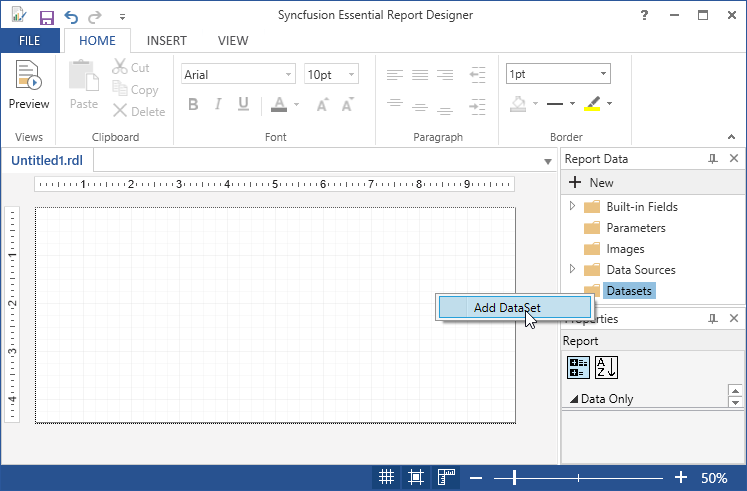 Syncfusion Essential Report Designer
FILE HOME INSERT VIEW
Preview
Paste
Cut
Copy
Delete
Arial
10pt
B I U A A A
1pt
Views Clipboard Font Paragraph Border
Untitled1.rdl
1 2 3 4 5 6 7 8 9
1
2
3
4
Report Data
New
Built-in Fields
Parameters
Images
Data Sources
Datasets
Add DataSet
Properties
Report
A
Z
Data Only
50%